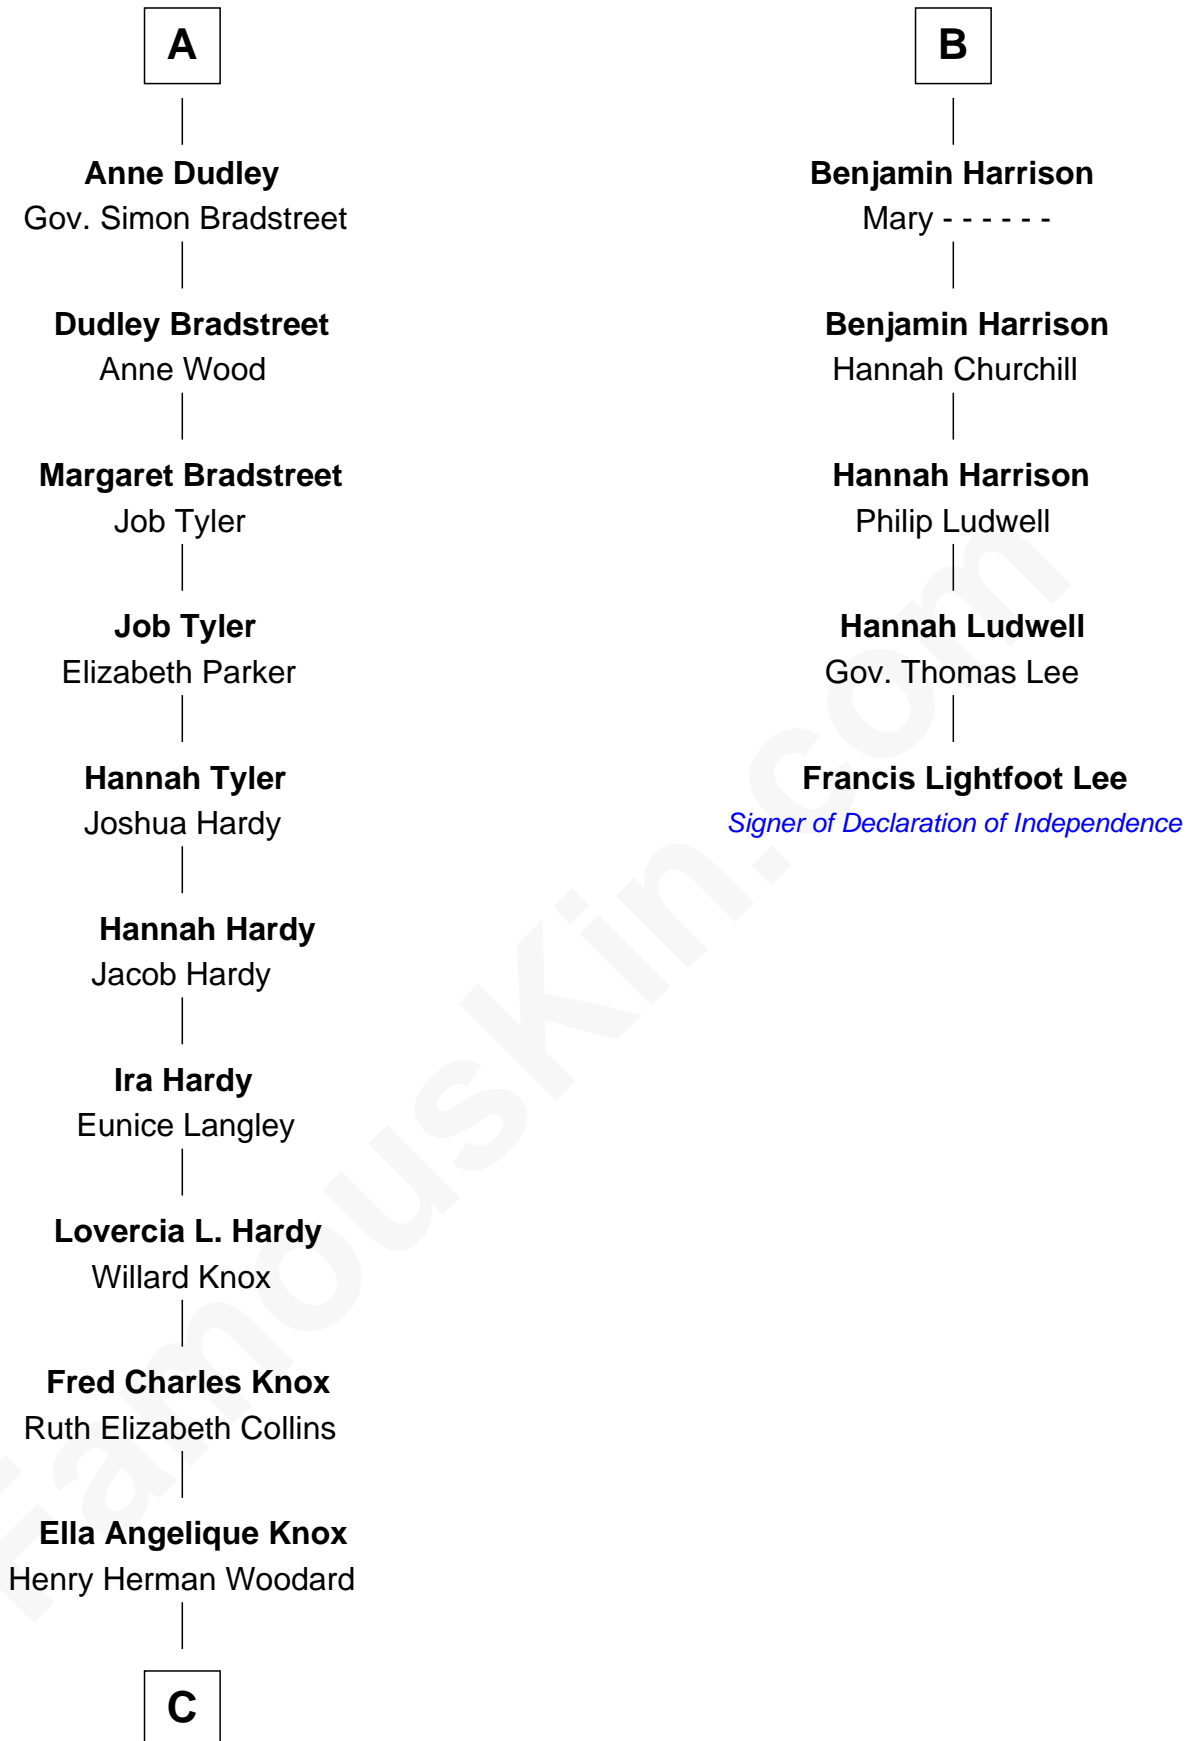 A
Anne Dudley
Gov. Simon Bradstreet
Dudley Bradstreet
Anne Wood
Margaret Bradstreet
Job Tyler
Job Tyler
Elizabeth Parker
Hannah Tyler
Joshua Hardy
Hannah Hardy
Jacob Hardy
Ira Hardy
Eunice Langley
Lovercia L. Hardy
Willard Knox
Fred Charles Knox
Ruth Elizabeth Collins
Ella Angelique Knox
Henry Herman Woodard
C
B
Benjamin Harrison
Mary - - - - - -
Benjamin Harrison
Hannah Churchill
Hannah Harrison
Philip Ludwell
Hannah Ludwell
Gov. Thomas Lee
Francis Lightfoot Lee
Signer of Declaration of Independence
FamousKin.com